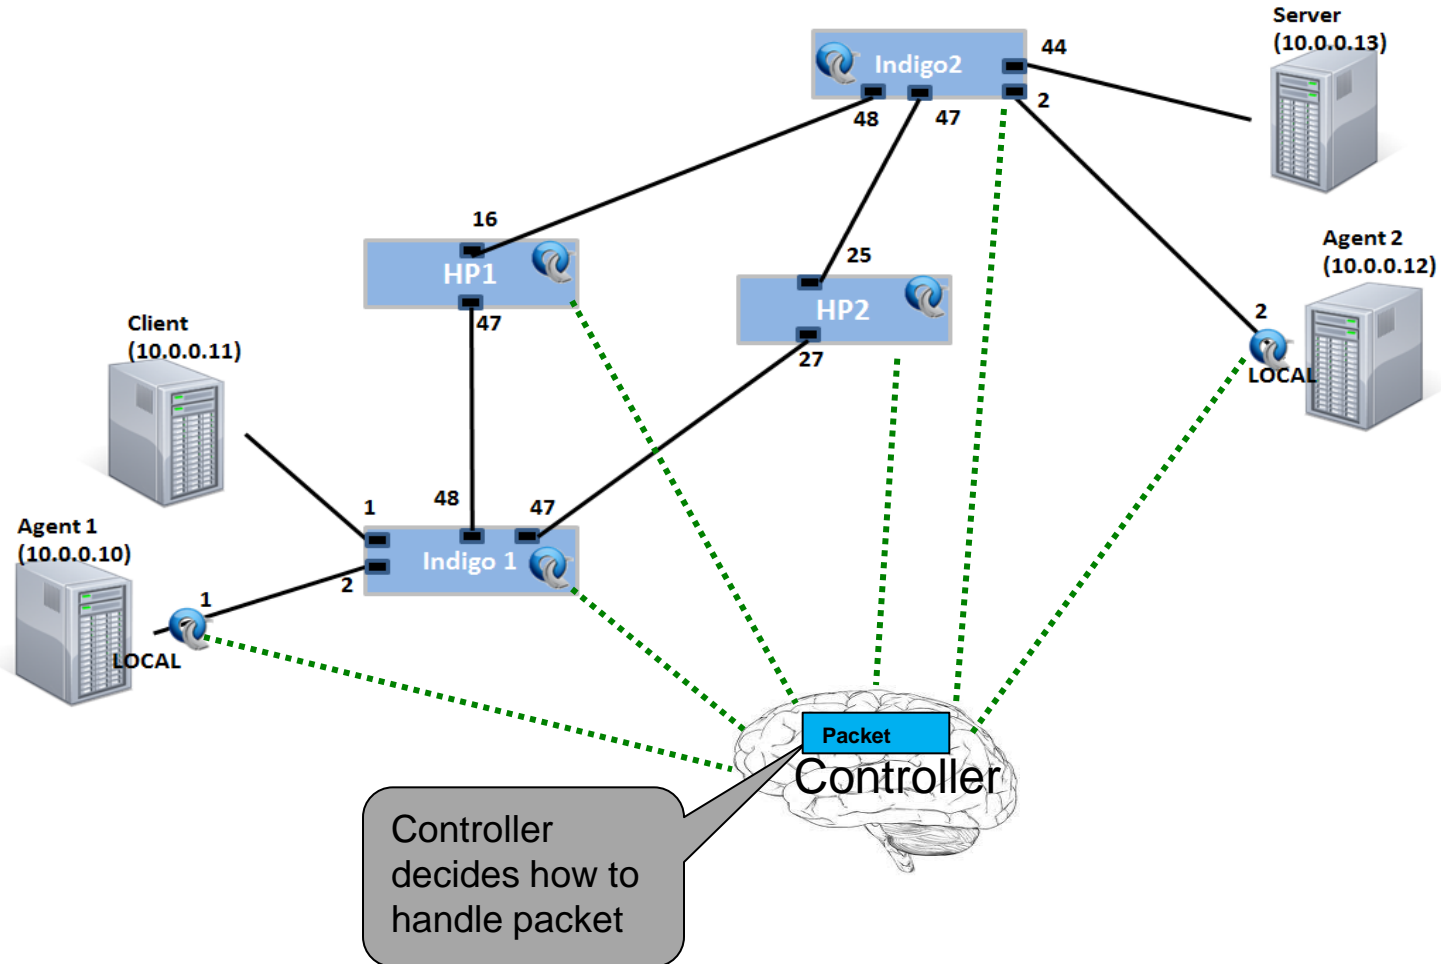 Server
(10.0.0.13)
44
Indigo2
2
48
47
16
HP1
47
25
HP2
27
Agent 2
(10.0.0.12)
2
LOCAL
Client
(10.0.0.11)
1
48
47
Indigo 1
2
Agent 1
(10.0.0.10)
1
LOCAL
Packet
Controller
Controller
decides how to
handle packet